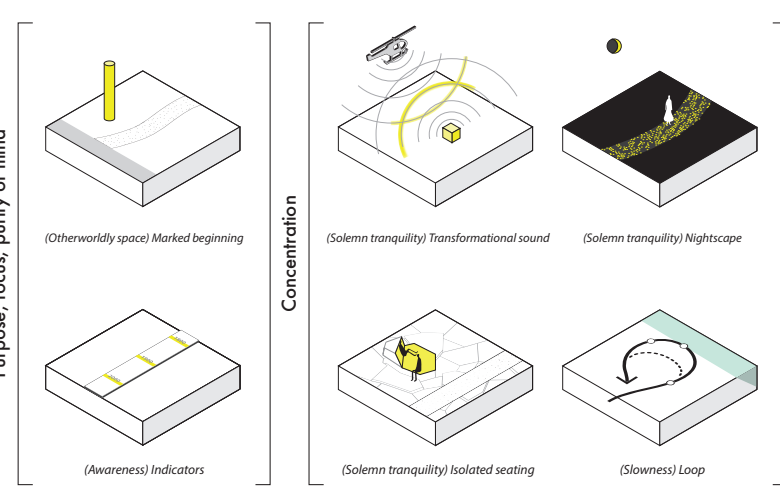 Purpose, focus, purity of mind
(Otherworldly space) Marked beginning
(Awareness) Indicators
Concentration
(Solemn tranquility) Transformational sound
(Solemn tranquility) Nightscape
(Solemn tranquility) Isolated seating
(Slowness) Loop